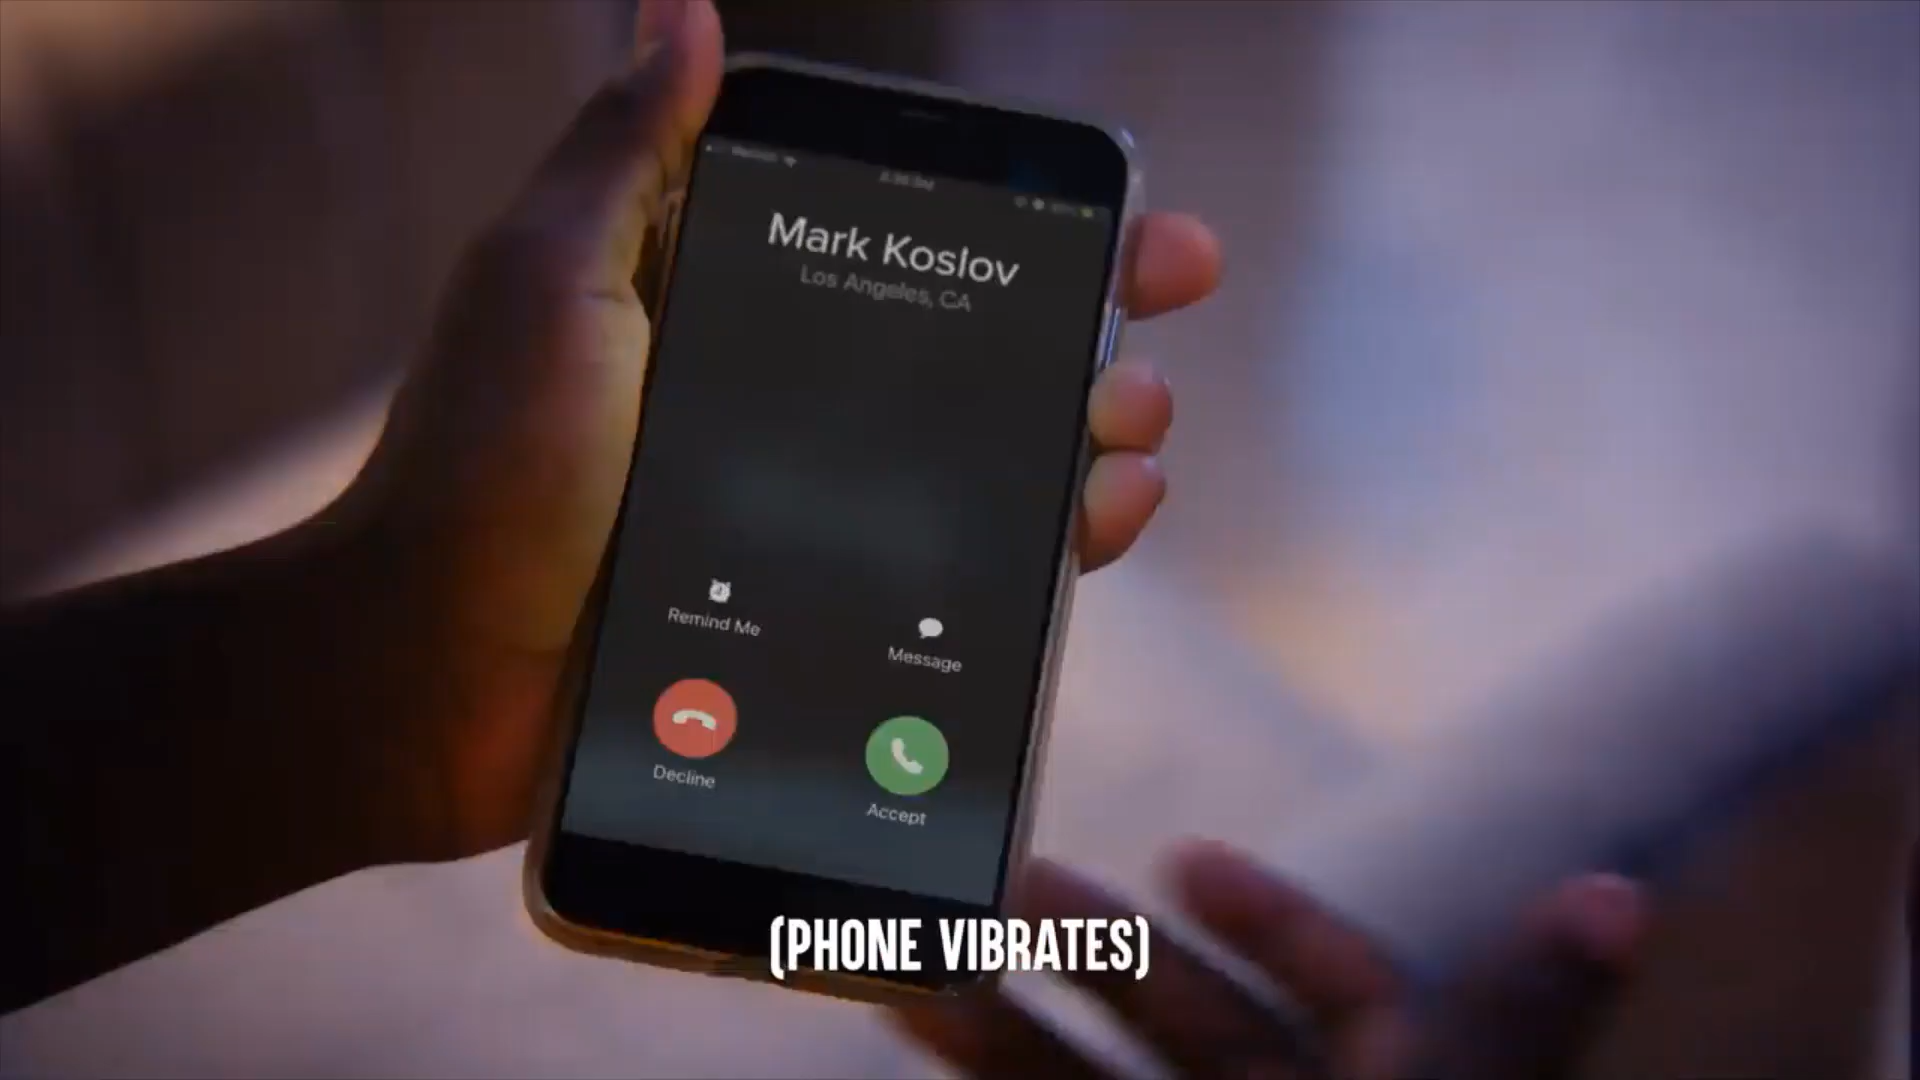 Mark Koslov
Los Angeles, CA
Remind Me
Message
Decline
Accept
(PHONE VIBRATES)